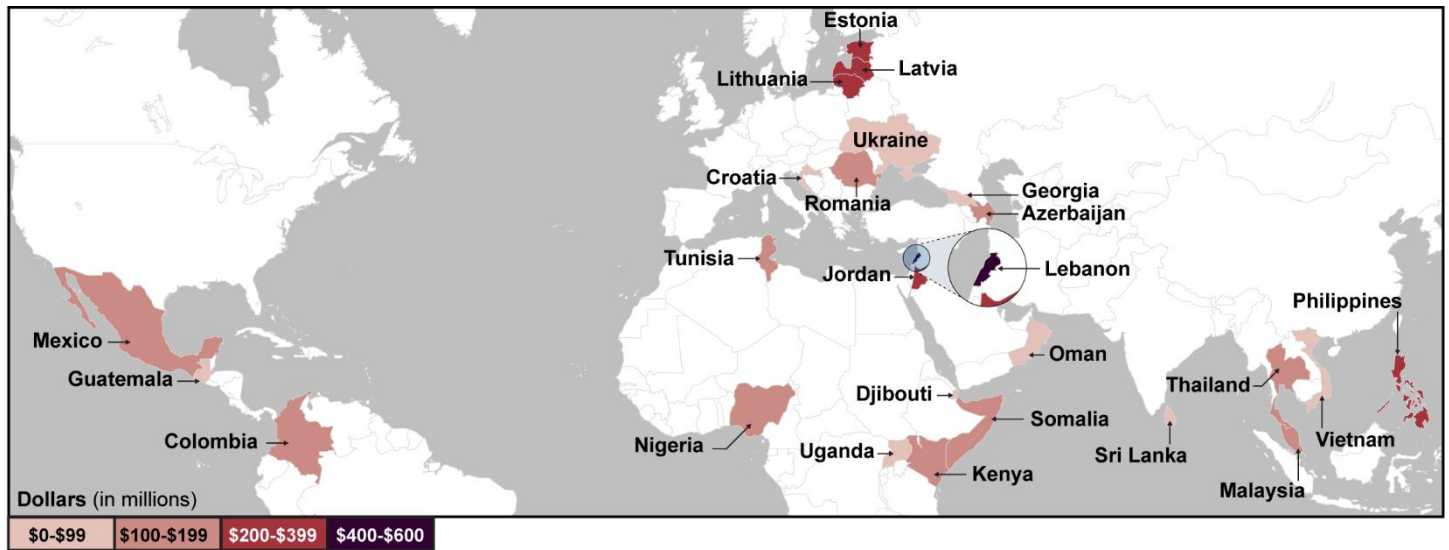 Estonia
Latvia
Lithuania
Ukraine
Croatia
Romania
Georgia
Azerbaijan
Tunisia
Jordan
Lebanon
Philippines
Mexico
Guatemala
Oman
Thailand
Djibouti
Somalia
Colombia
Nigeria
Uganda
Kenya
Sri Lanka
Vietnam
Malaysia
Dollars (in millions)
$0-$99 $100-$199 $200-$399 $400-$600